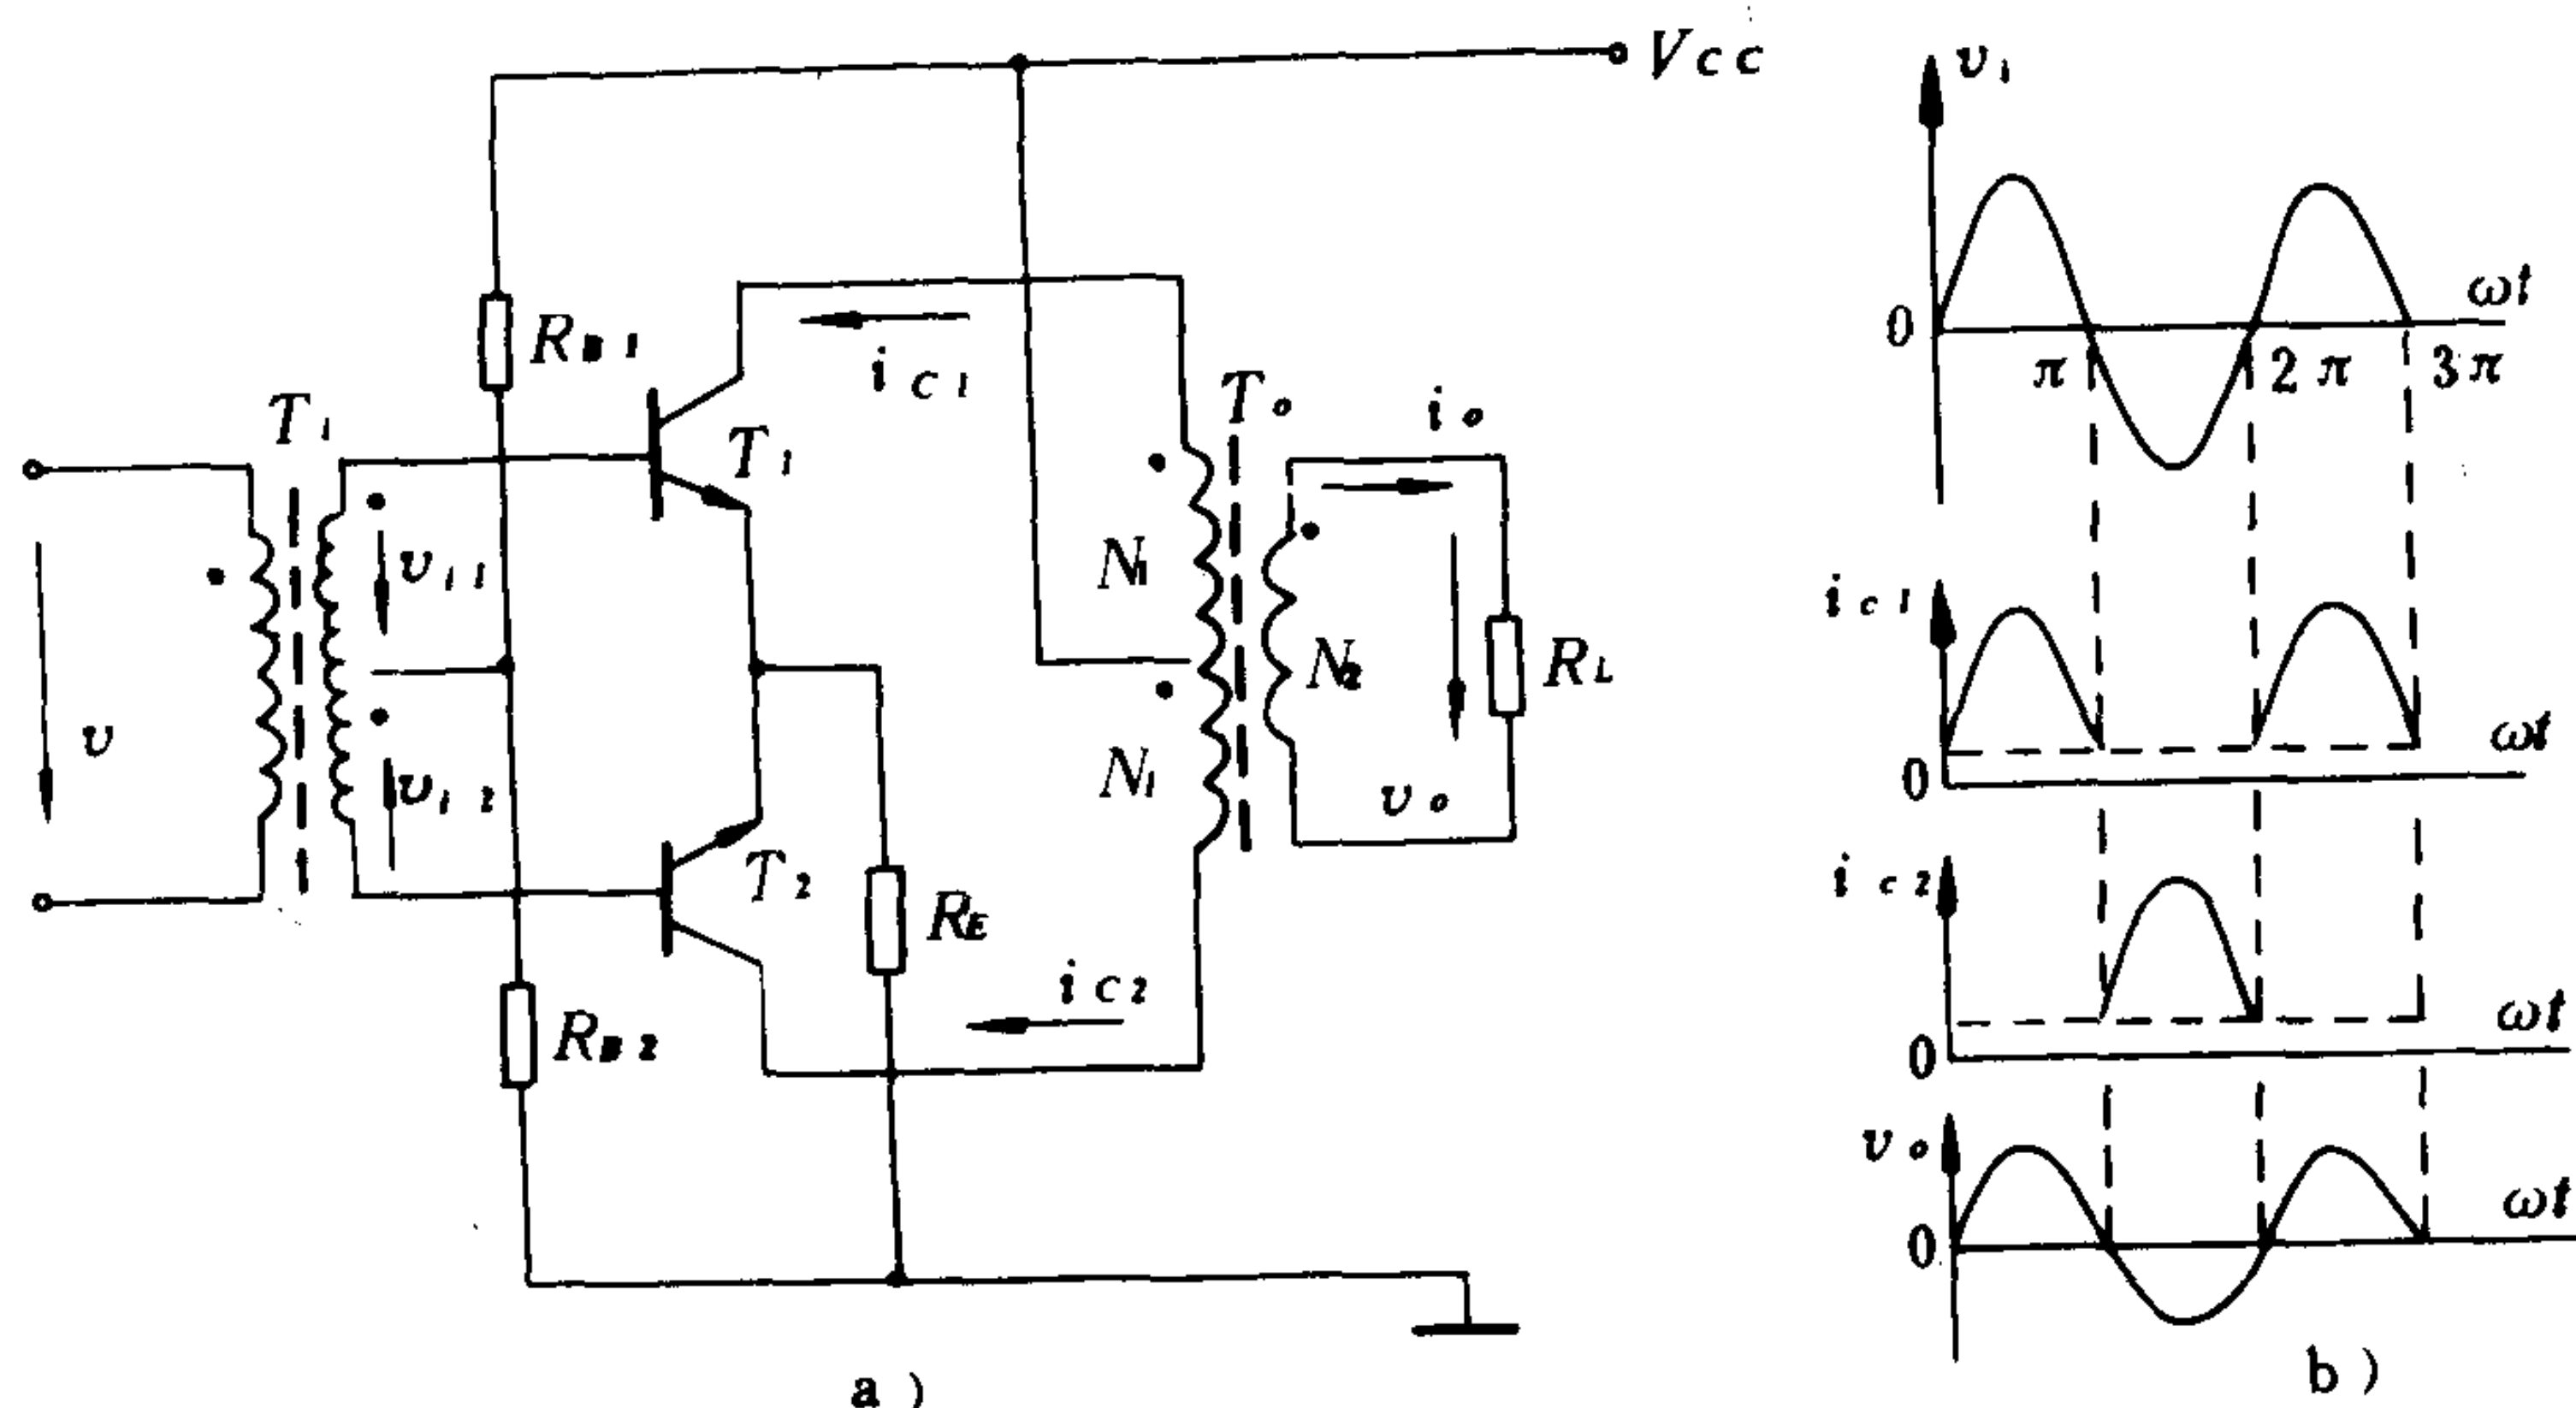 Vcc
RB1
ic1
Ti
T1
To
io
vi1
N1
v
N2
RL
vi2
N1
vo
T2
RE
ic2
RB2
a)
vi
0
π
2π
3π
ωt
ic1
0
ωt
ic2
0
ωt
vo
0
ωt
b)